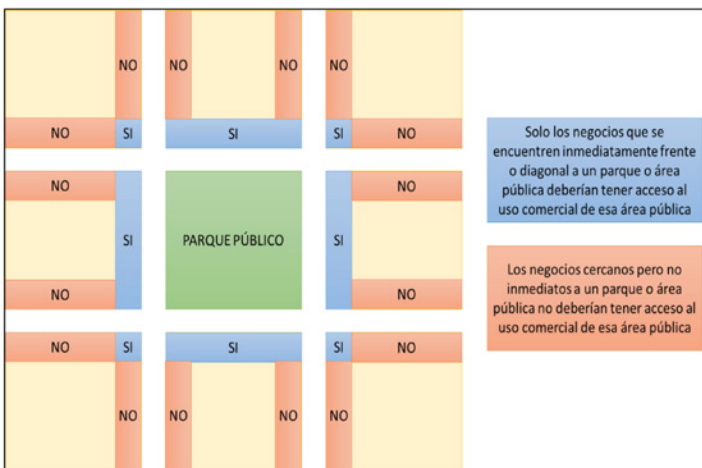 NO NO NO NO
NO SI SI SI NO
NO NO
SI PARQUE PÚBLICO SI
NO NO
NO SI SI SI NO
NO NO NO NO
Solo los negocios que se
encuentren inmediatamente frente
o diagonal a un parque o área
pública deberían tener acceso al
uso comercial de esa área pública
Los negocios cercanos pero no
inmediatos a un parque o área
pública no deberían tener acceso al
uso comercial de esa área pública